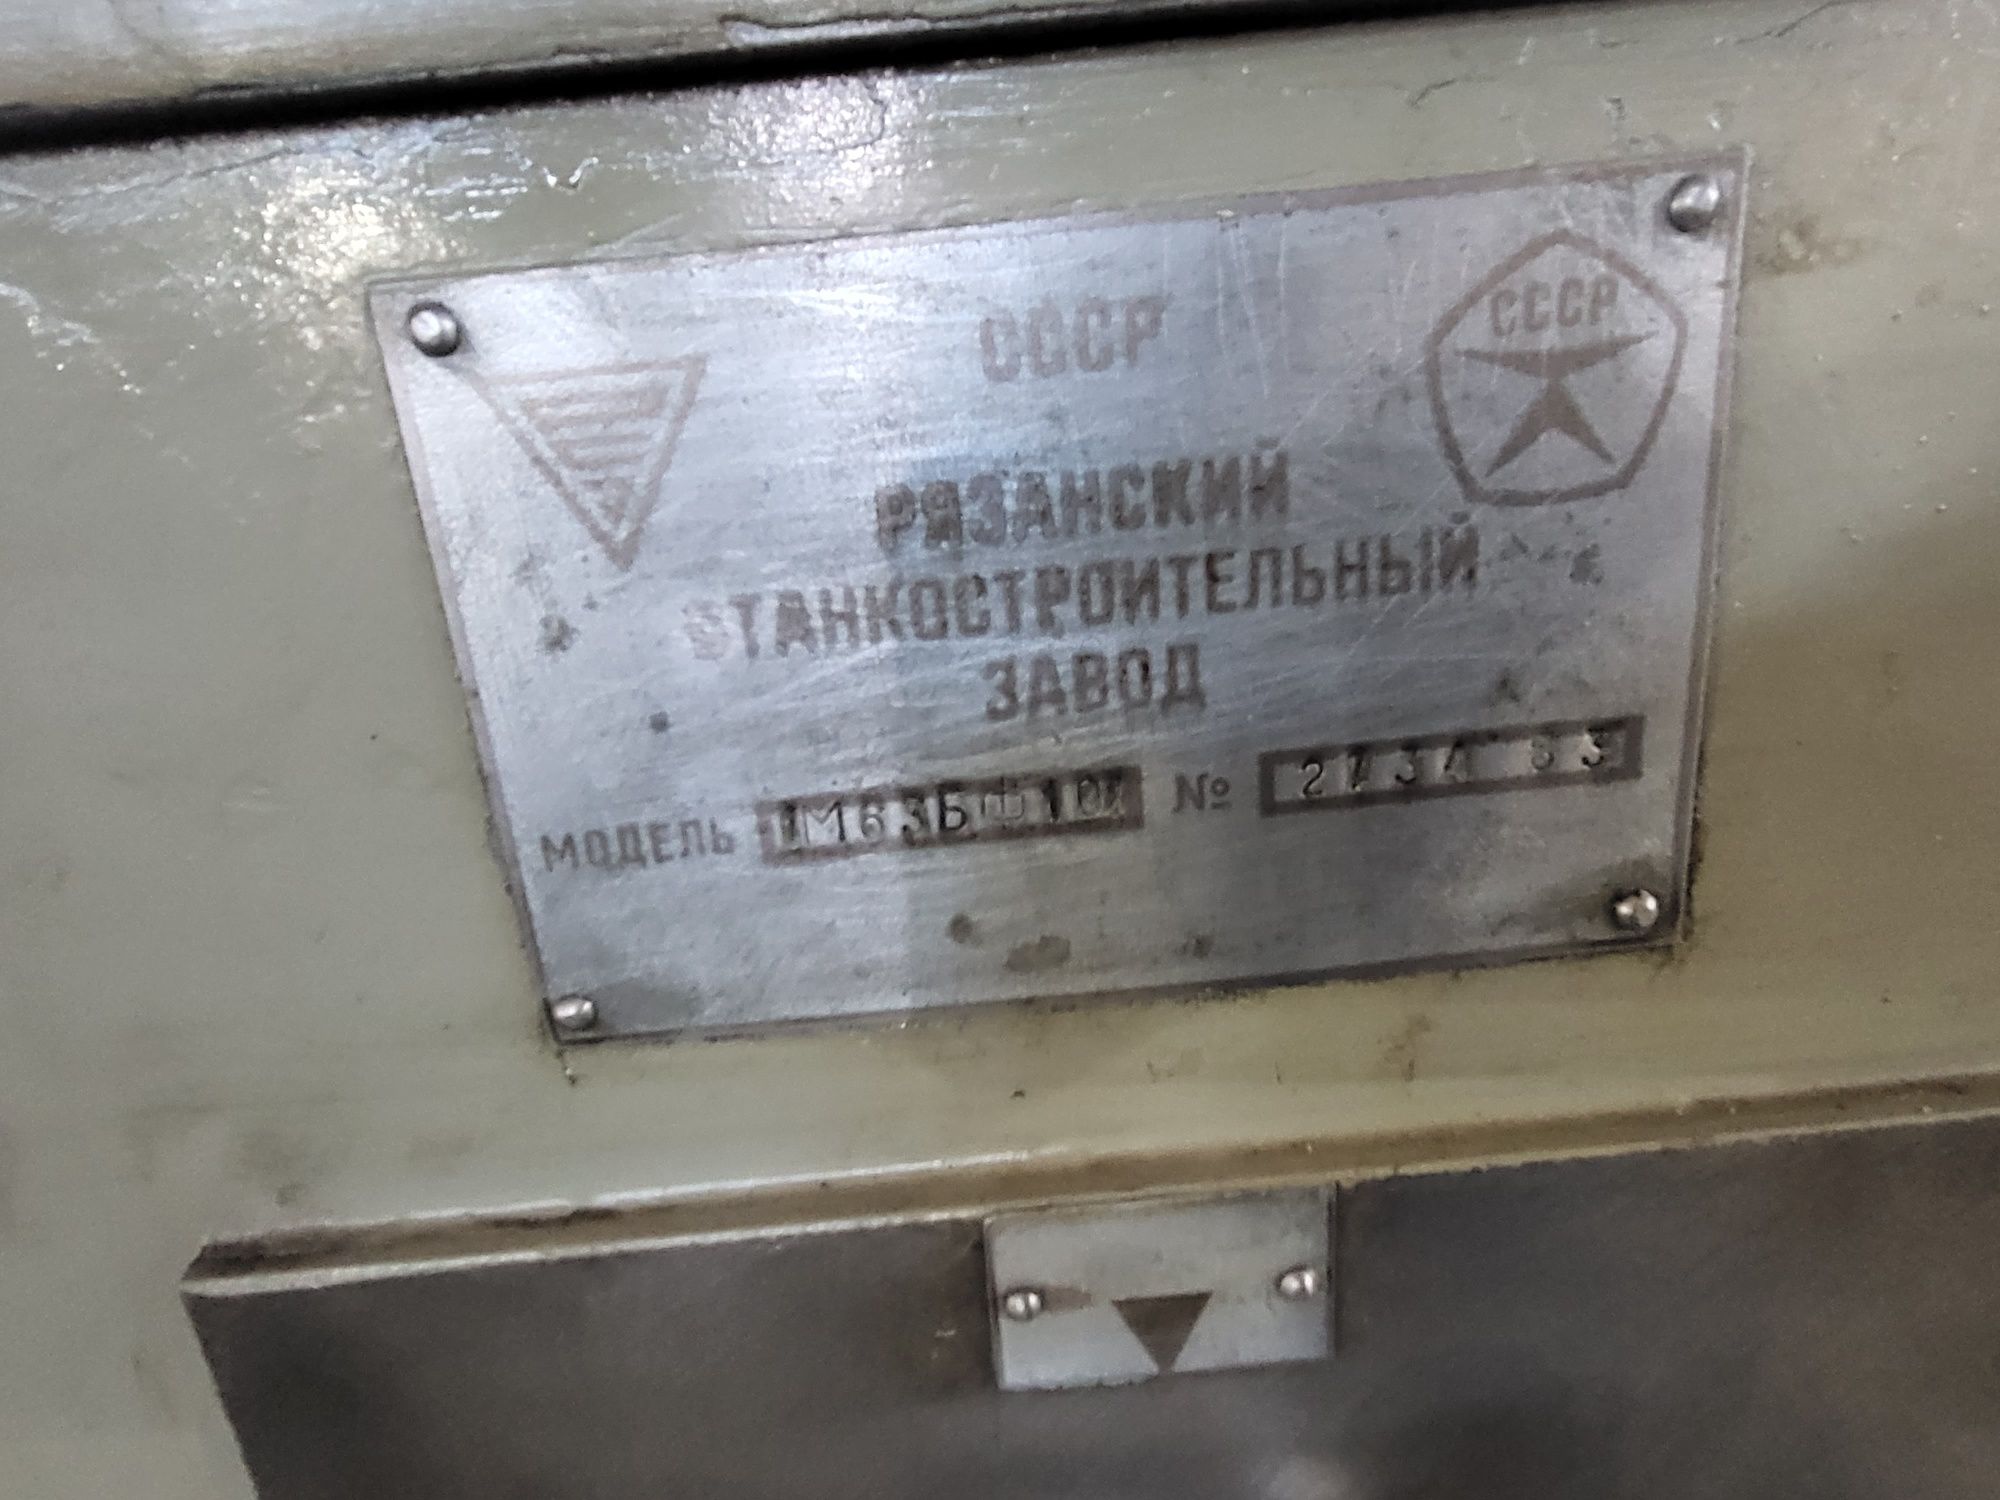 СССР
СССР
РЯЗАНСКИЙ
СТАНКОСТРОИТЕЛЬНЫЙ
ЗАВОД
МОДЕЛЬ №